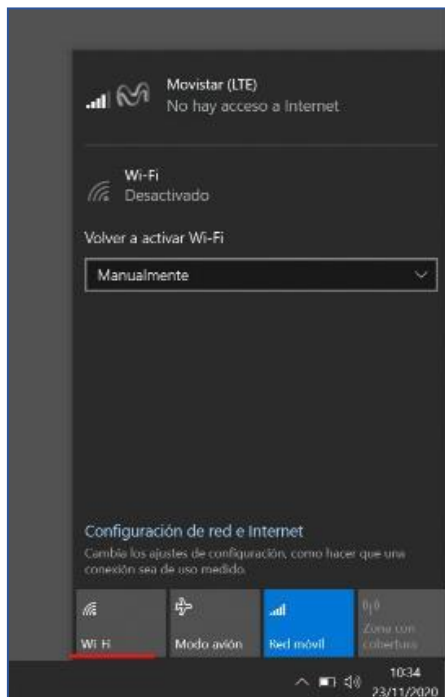 Movistar (LTE)
No hay acceso a Internet
Wi-Fi
Desactivado
Volver a activar Wi-Fi
Manualmente
Configuración de red e Internet
Cambia los ajustes de configuración, como hacer que una
conexión sea de uso medido.
Wi-Fi
Modo avión
Red móvil
Zona con
cobertura
10:34
23/11/2020